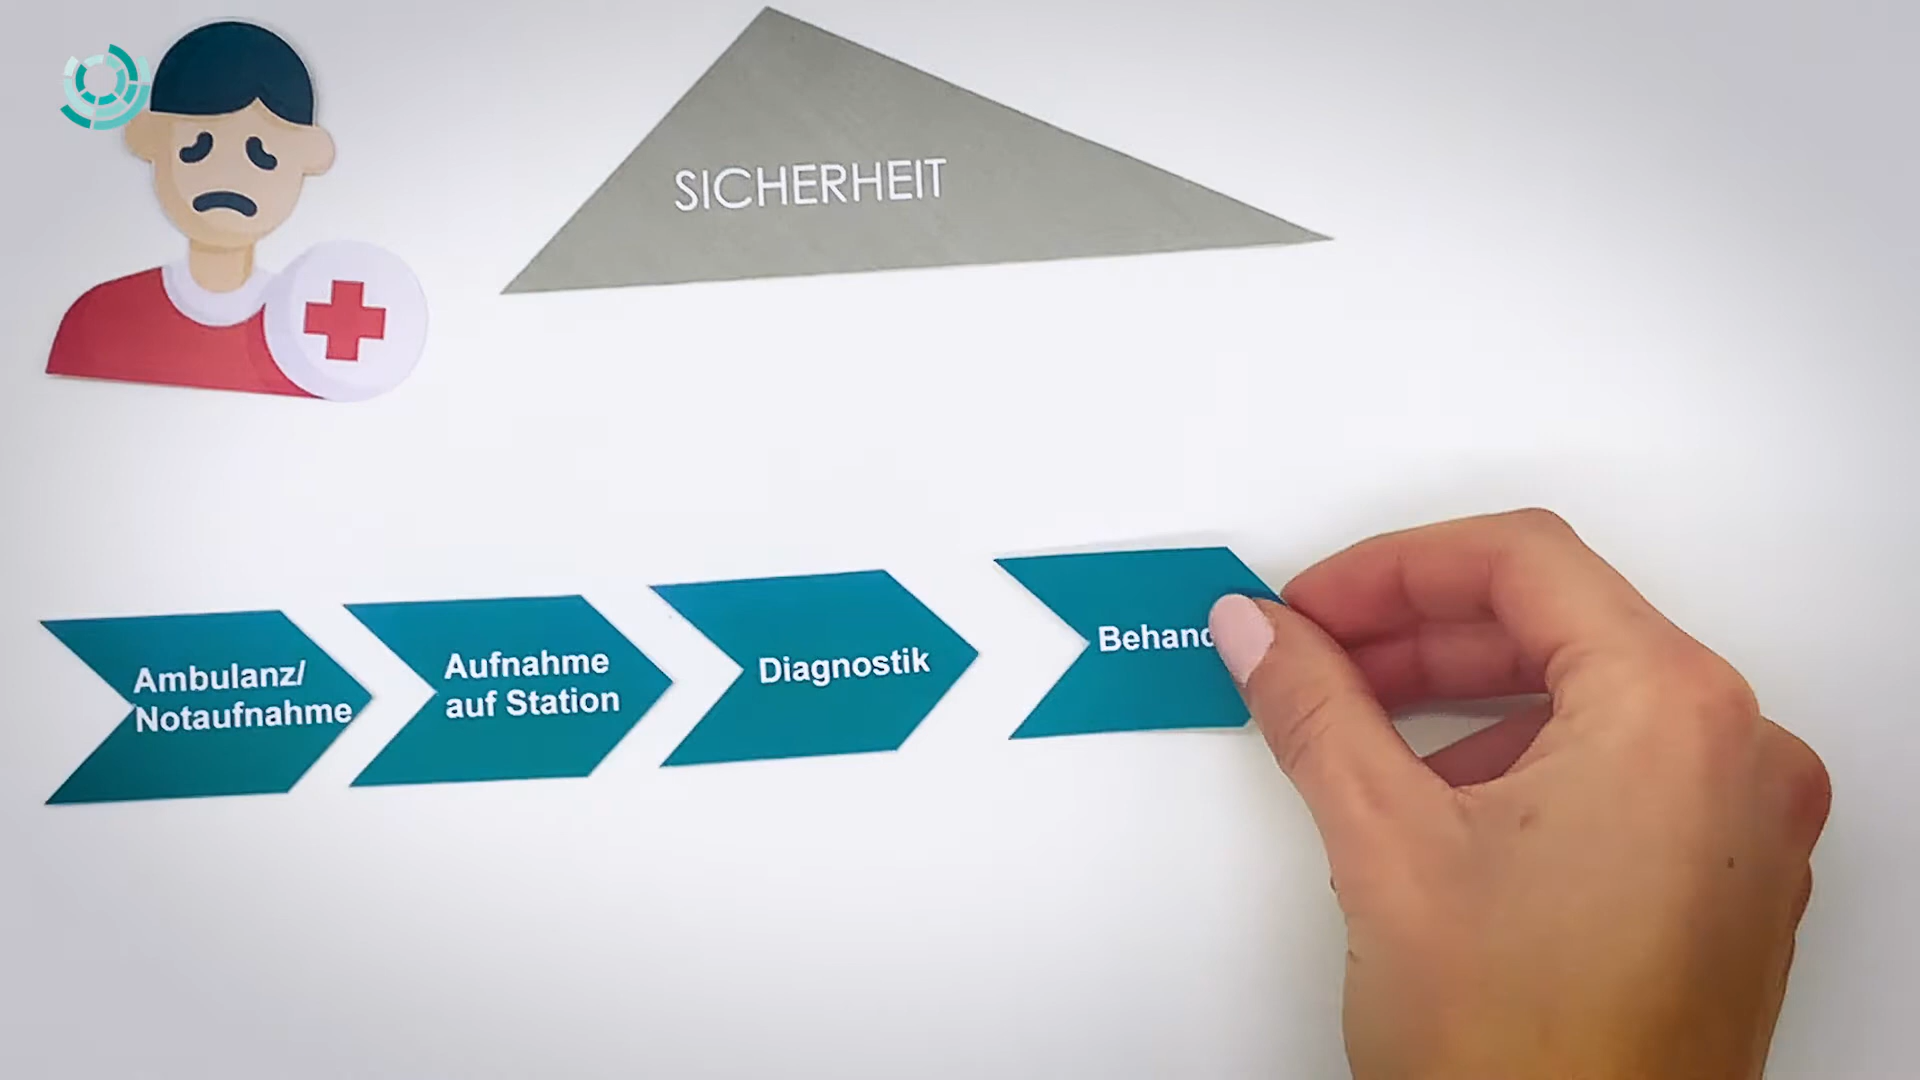 SICHERHEIT
Ambulanz/
Notaufnahme
Aufnahme
auf Station
Diagnostik